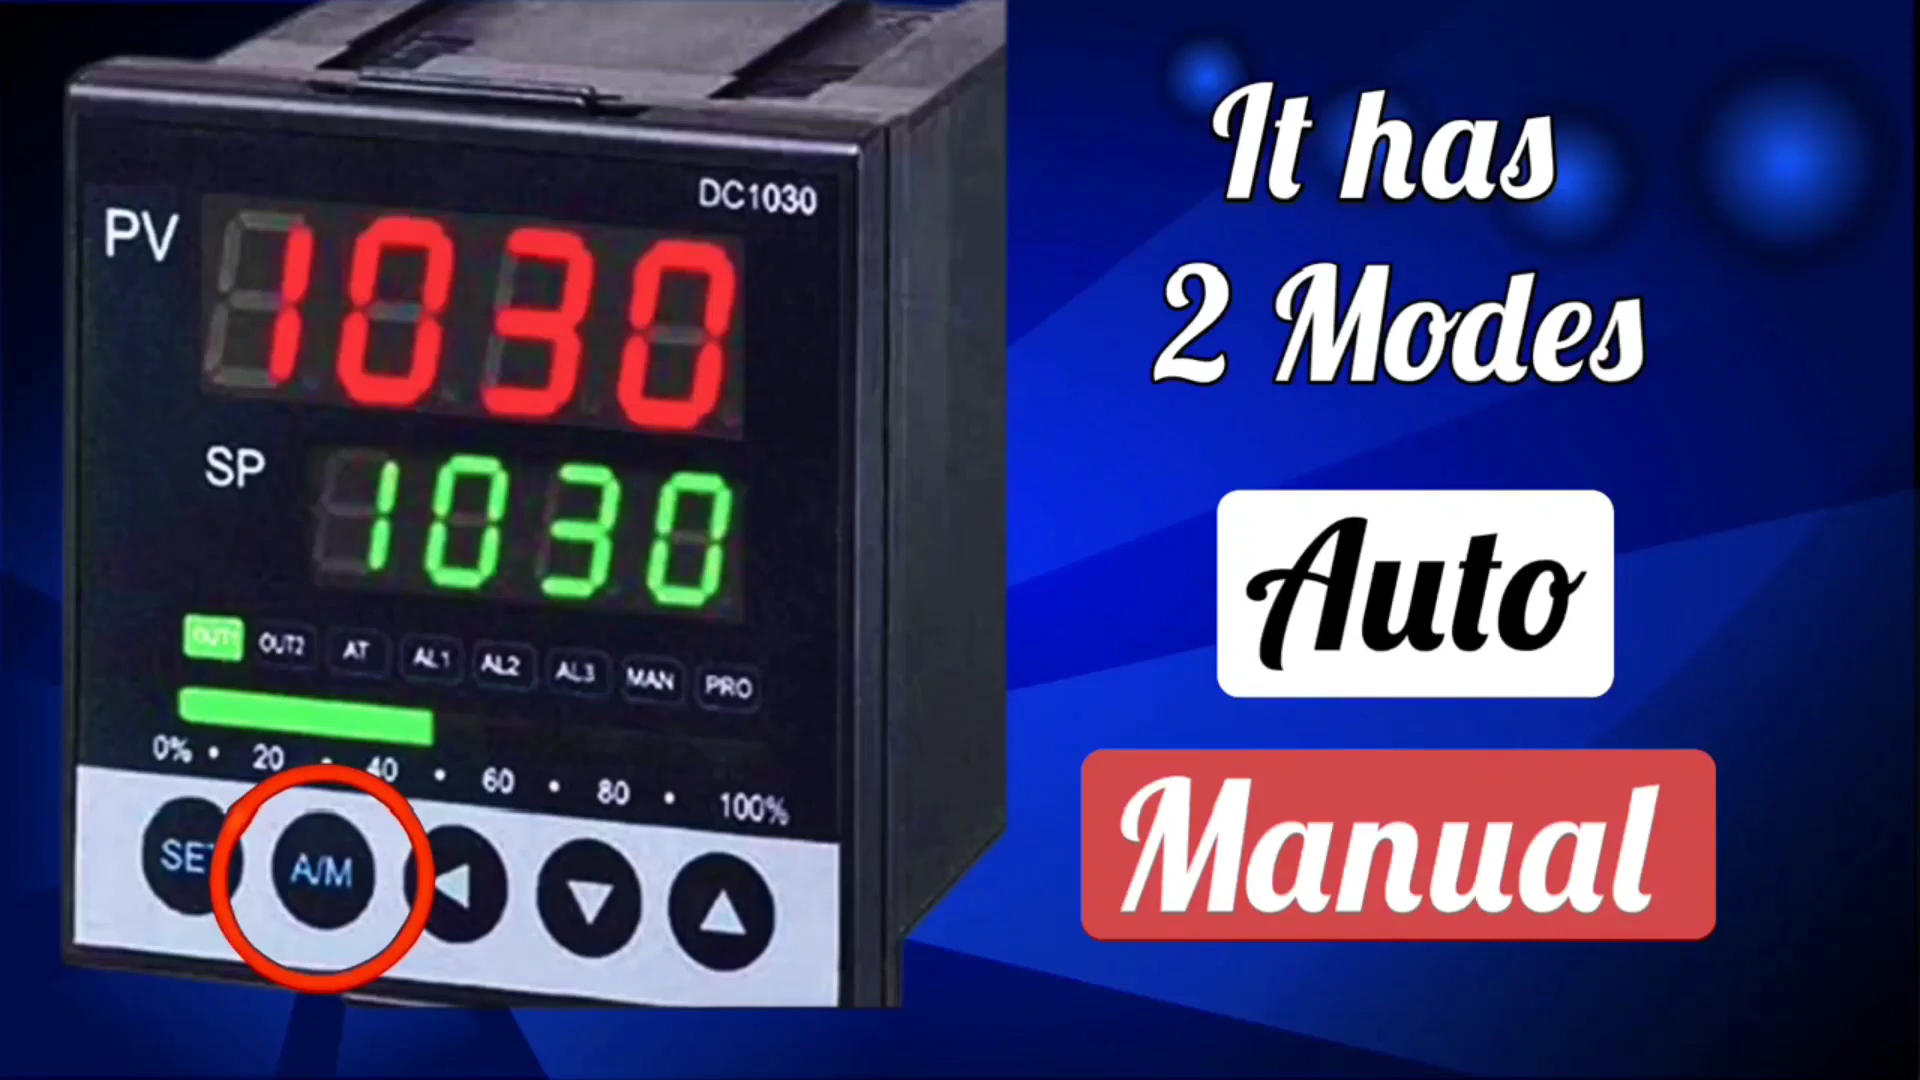 It has
2 Modes
Auto
Manual
DC1030
PV 1030
SP 1030
OUT1 OUT2 AT AL1 AL2 AL3 MAN PRO
0% • 20 • 40 • 60 • 80 • 100%
SET A/M